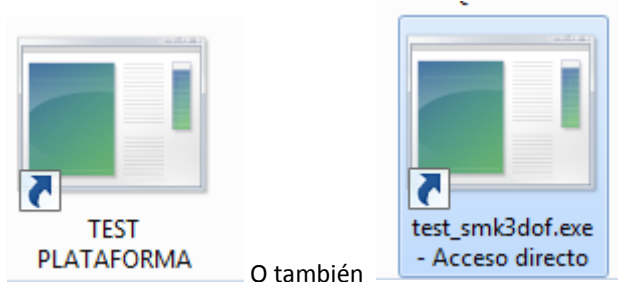 TEST
PLATAFORMA
O también
test_smk3dof.exe
- Acceso directo